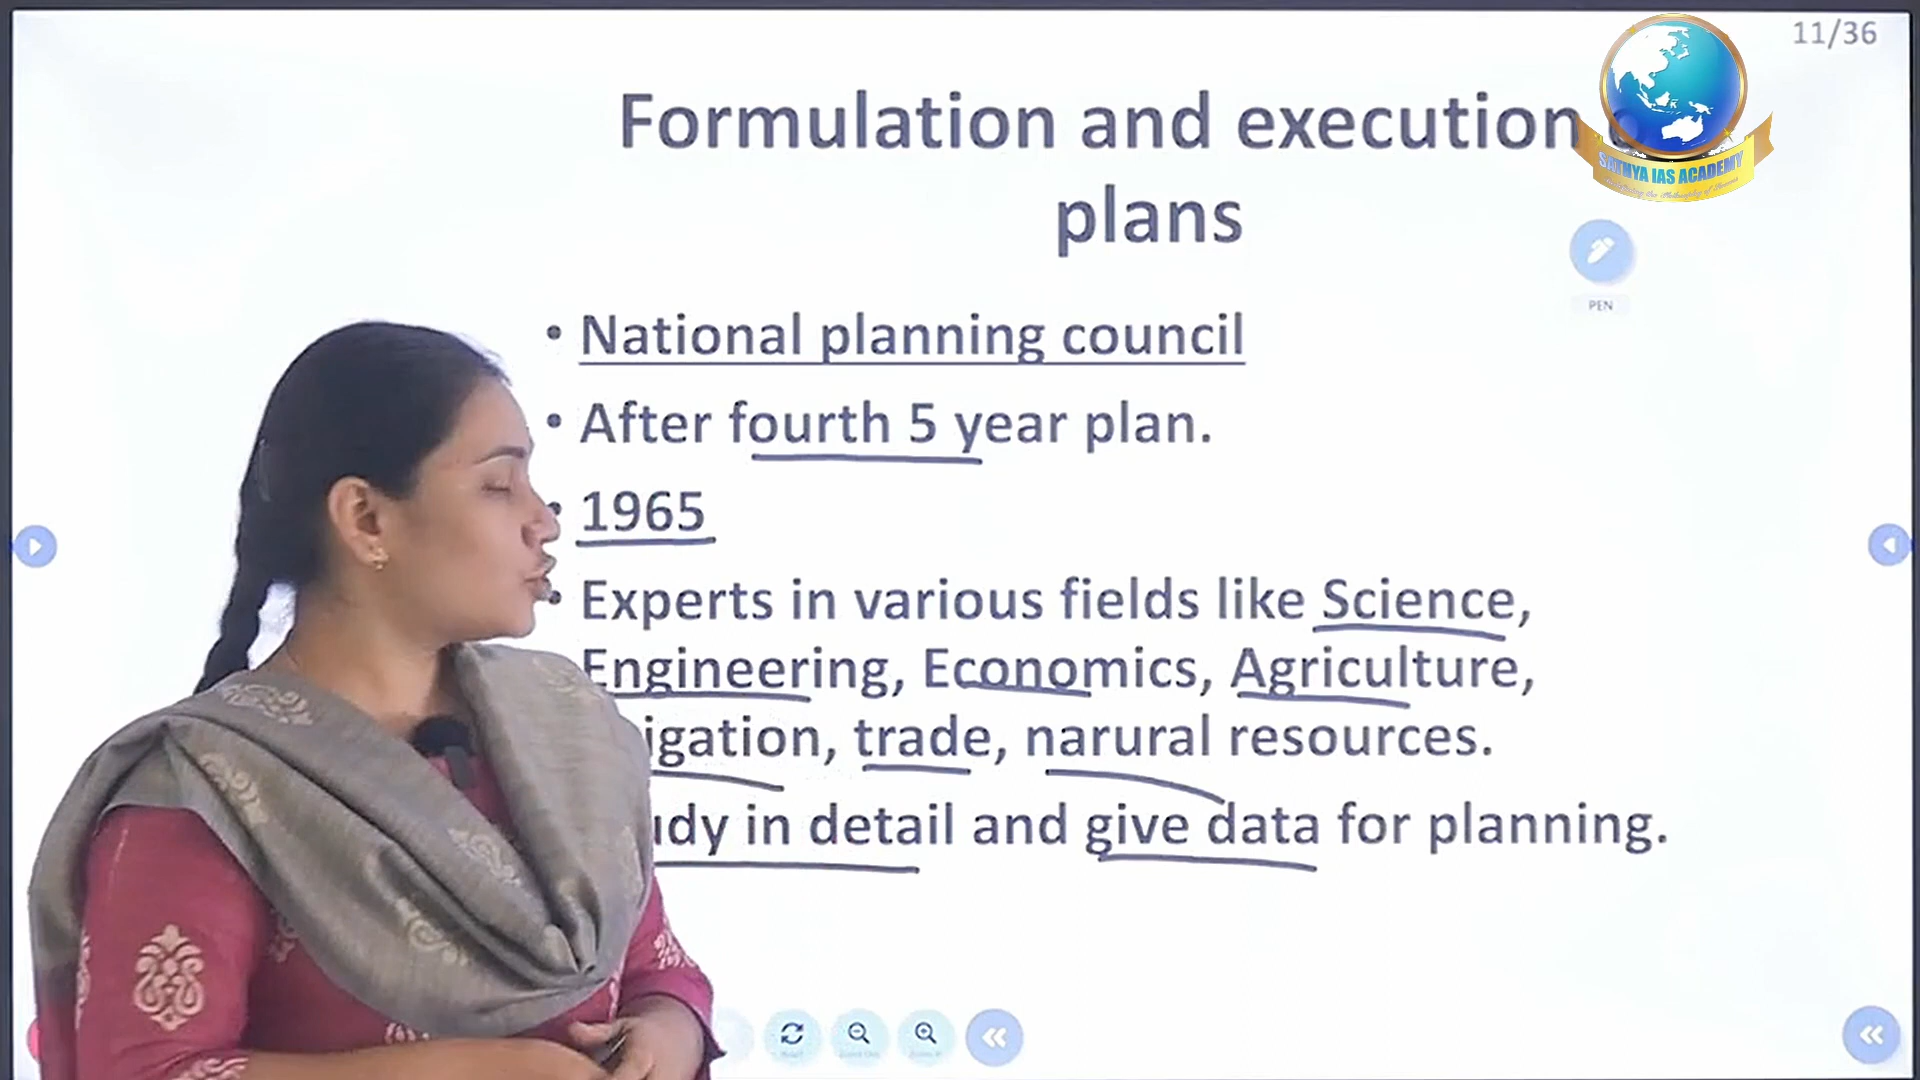 11/36
Formulation and execution
plans
SATHYA IAS ACADEMY
PEN
• National planning council
• After fourth 5 year plan.
• 1965
• Experts in various fields like Science,
Engineering, Economics, Agriculture,
trade, narural resources.
in detail and give data for planning.